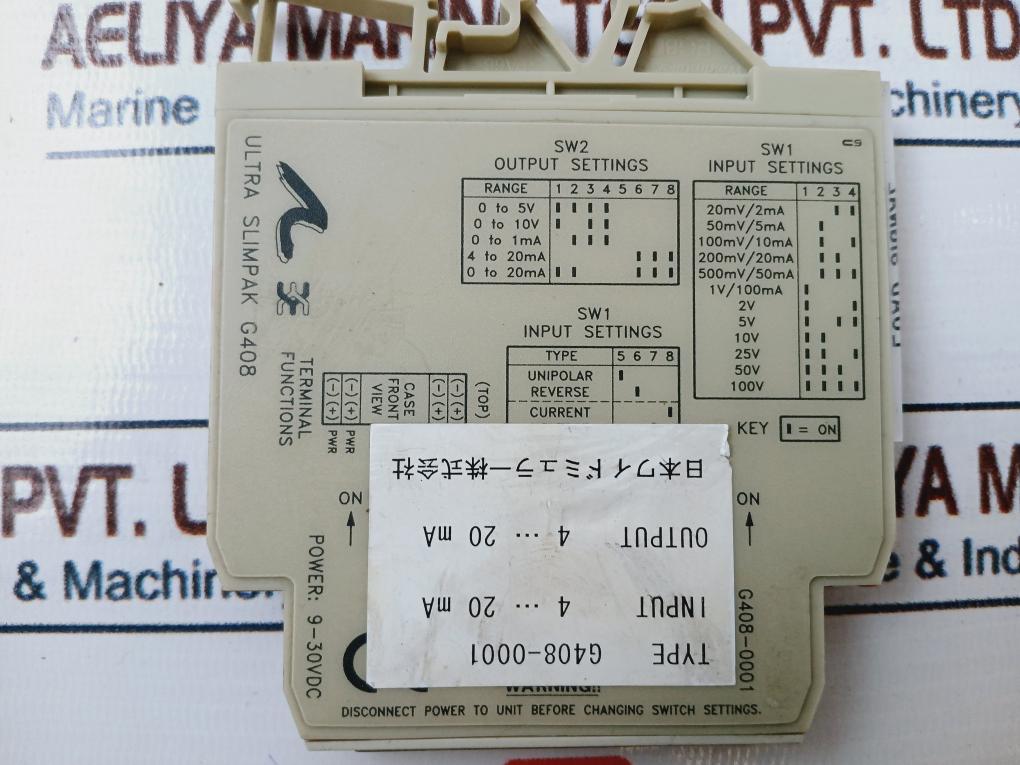 AELIYA MARI TE PVT. LTD
Marine chinery
ULTRA SLIMPAK G408
SW2
OUTPUT SETTINGS
RANGE 1 2 3 4 5 6 7 8
0 to 5V
0 to 10V
0 to 1mA
4 to 20mA
0 to 20mA
SW1
INPUT SETTINGS
RANGE 1 2 3 4
20mV/2mA
50mV/5mA
100mV/10mA
200mV/20mA
500mV/50mA
1V/100mA
2V
5V
10V
25V
50V
100V
KEY = ON
SW1
INPUT SETTINGS
TYPE 5 6 7 8
UNIPOLAR
REVERSE
CURRENT
TERMINAL
FUNCTIONS
(TOP)
(-) (+)
(-) (+)
CASE
FRONT
VIEW
(-) (+) PWR
(-) (+) PWR
ON
ON
POWER: 9-30VDC
G408-0001
TYPE G408-0001
INPUT 4 ... 20 mA
OUTPUT 4 ... 20 mA
日本ワイドミュラー株式会社
WARNING!!
DISCONNECT POWER TO UNIT BEFORE CHANGING SWITCH SETTINGS.
PVT. L YA M
& Machiner e & Ind